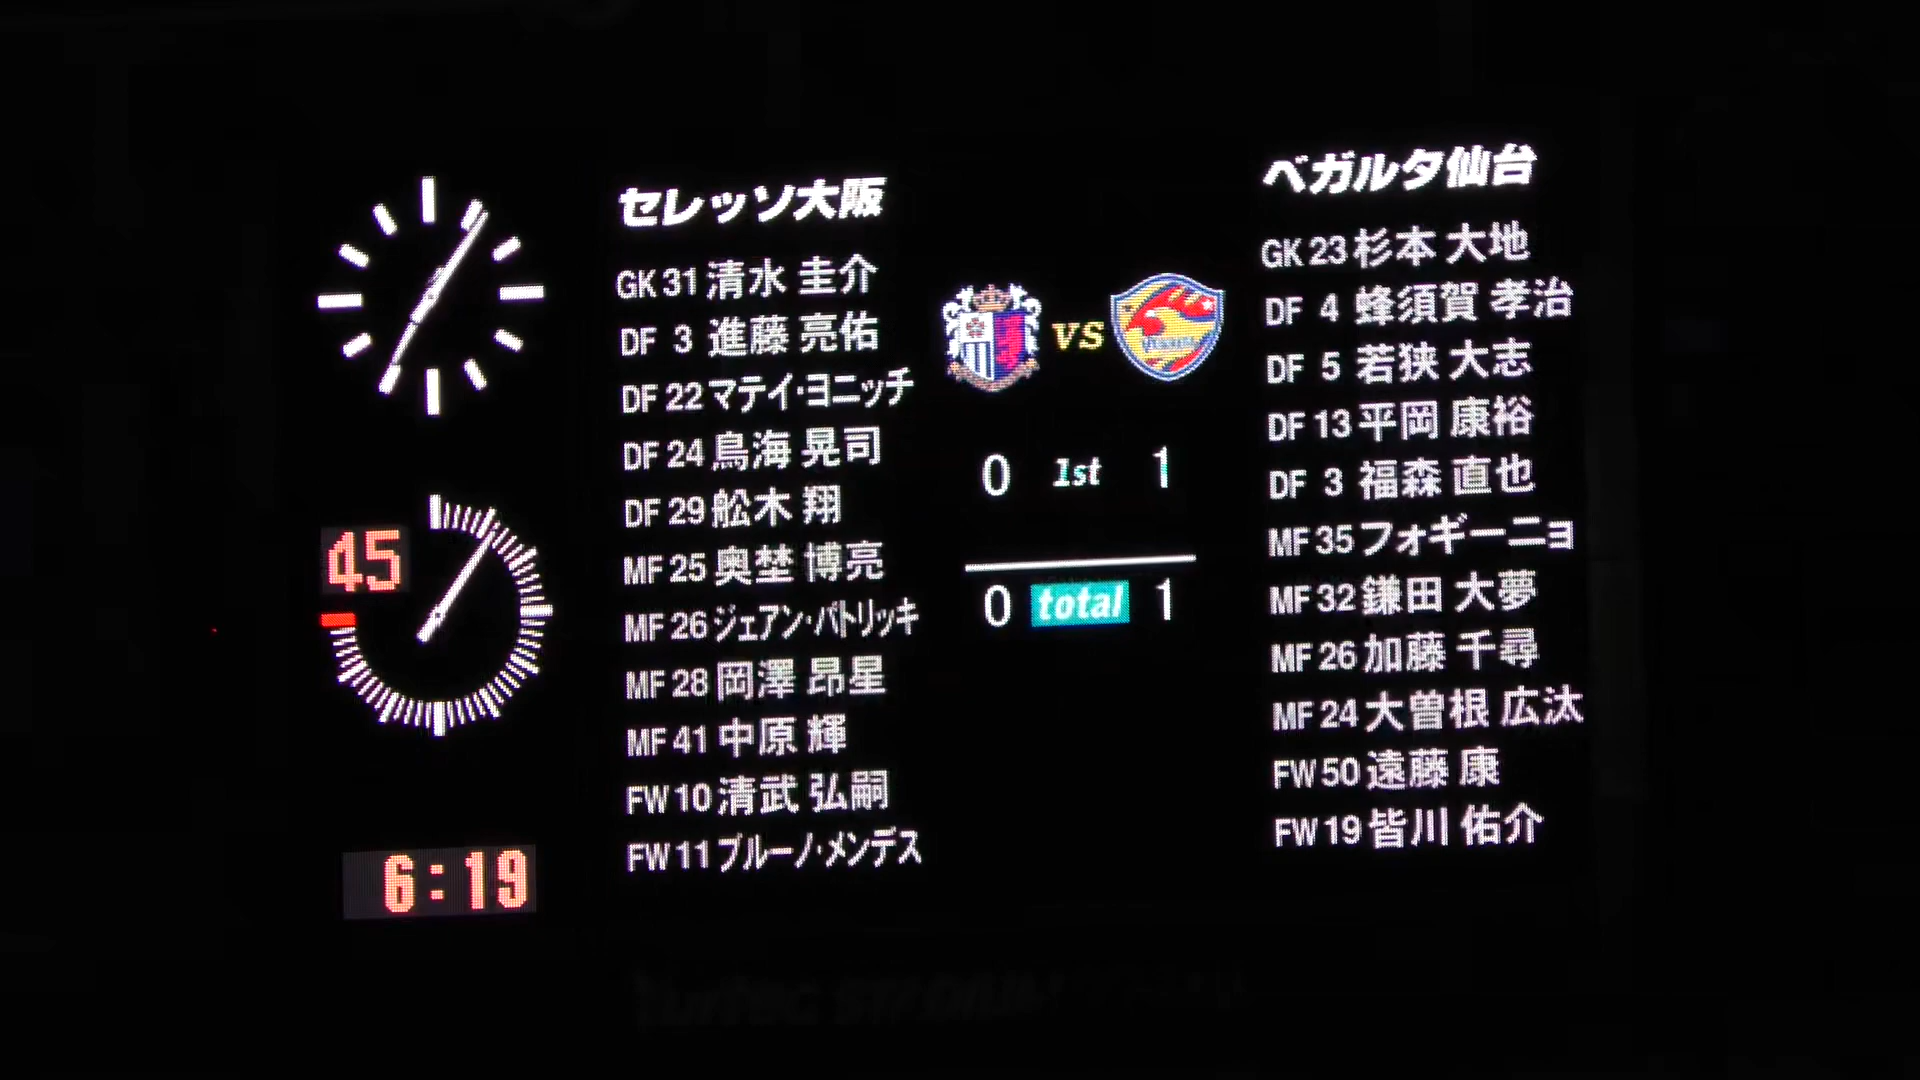 セレッソ大阪
GK 31 清水 圭介
DF 3 進藤 亮佑
DF 22 マテイ・ヨニッチ
DF 24 鳥海 晃司
DF 29 舩木 翔
MF 25 奥埜 博亮
MF 26 ジェアン・パトリッキ
MF 28 岡澤 昂星
MF 41 中原 輝
FW 10 清武 弘嗣
FW 11 ブルーノ・メンデス
VS
0 1st 1
0 total 1
ベガルタ仙台
GK 23 杉本 大地
DF 4 蜂須賀 孝治
DF 5 若狭 大志
DF 13 平岡 康裕
DF 3 福森 直也
MF 35 フォギーニョ
MF 32 鎌田 大夢
MF 26 加藤 千尋
MF 24 大曽根 広汰
FW 50 遠藤 康
FW 19 皆川 佑介
45
6:19